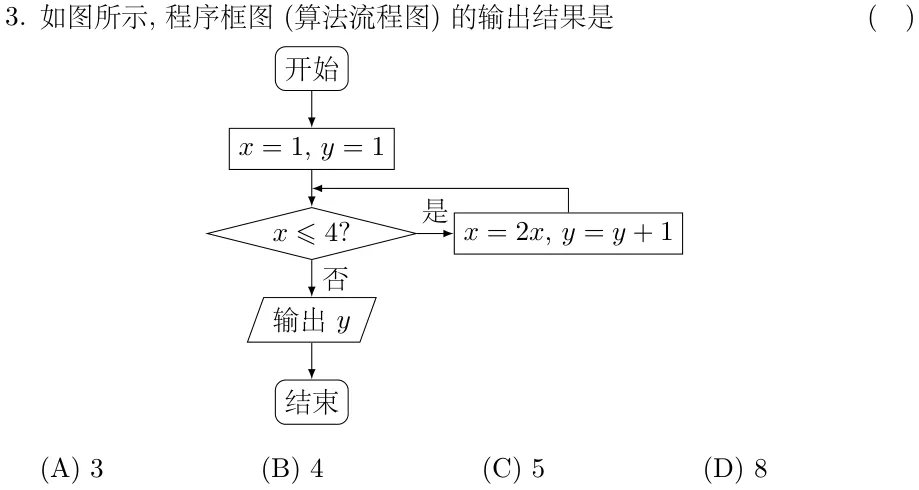 3. 如图所示, 程序框图 (算法流程图) 的输出结果是 ( )
开始
x = 1, y = 1
x ⩽ 4?
是
x = 2x, y = y + 1
否
输出 y
结束
(A) 3 (B) 4 (C) 5 (D) 8